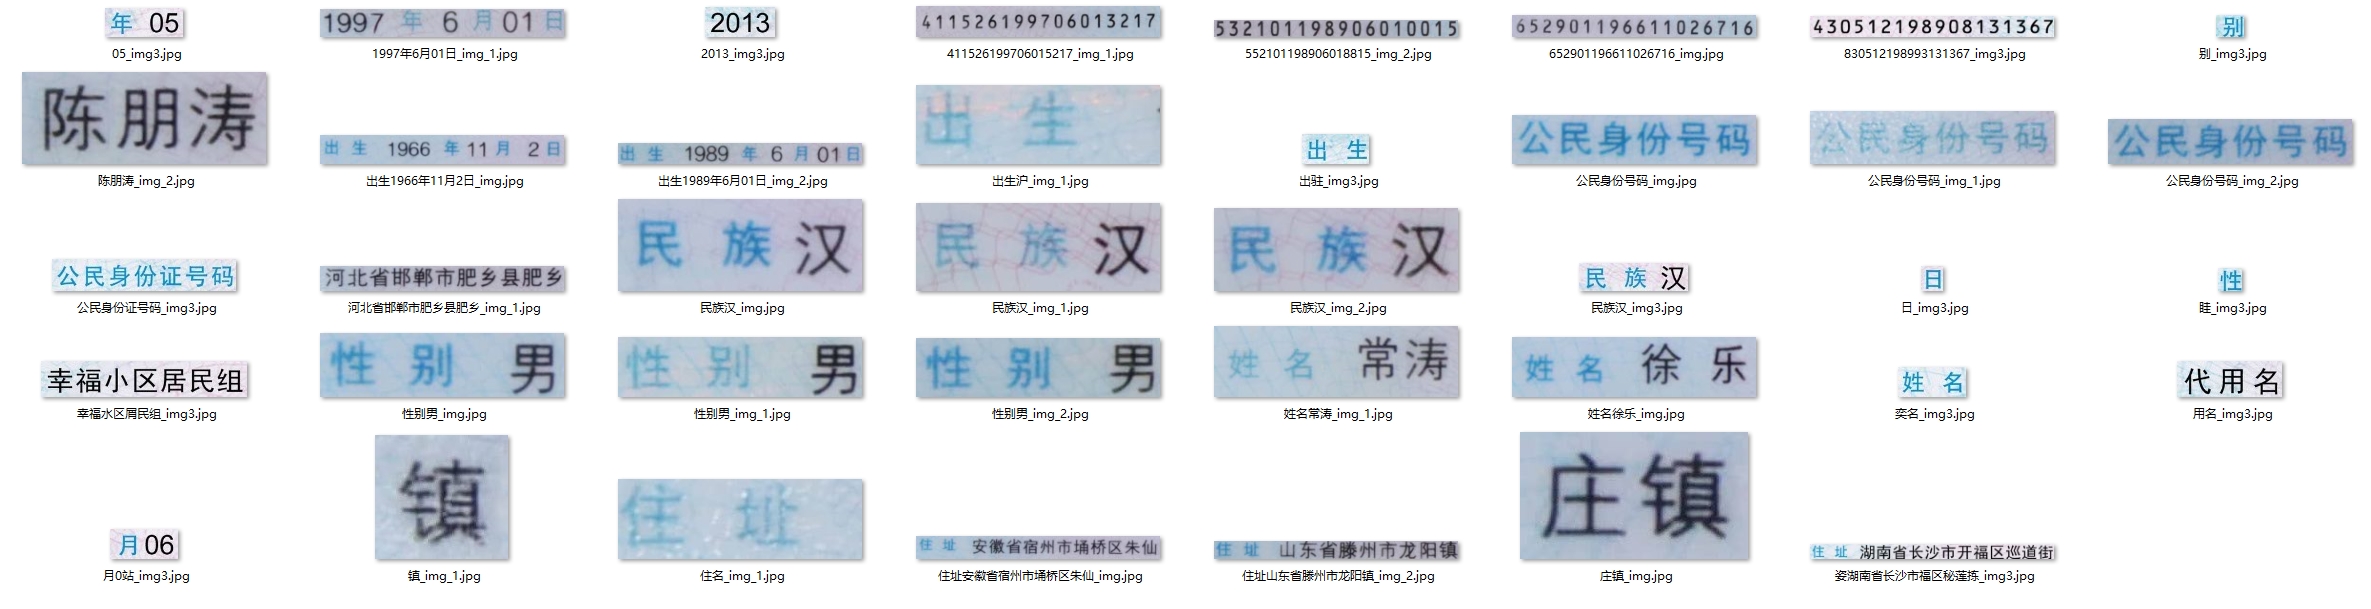 年 05
1997 年 6 月 01 日
2013
411526199706013217
532101198906010015
652901196611026716
430512198908131367
别
05_img3.jpg
1997年6月01日_img_1.jpg
2013_img3.jpg
411526199706015217_img_1.jpg
552101198906018815_img_2.jpg
652901196611026716_img.jpg
830512198993131367_img3.jpg
别_img3.jpg
陈朋涛
出 生 1966 年 11 月 2 日
出 生 1989 年 6 月 01 日
出 生
出 生
公民身份号码
公民身份号码
公民身份号码
陈朋涛_img_2.jpg
出生1966年11月2日_img.jpg
出生1989年6月01日_img_2.jpg
出生沪_img_1.jpg
出驻_img3.jpg
公民身份号码_img.jpg
公民身份号码_img_1.jpg
公民身份号码_img_2.jpg
公民身份证号码
河北省邯郸市肥乡县肥乡
民 族 汉
民 族 汉
民 族 汉
民 族 汉
日
性
公民身份证号码_img3.jpg
河北省邯郸市肥乡县肥乡_img_1.jpg
民族汉_img.jpg
民族汉_img_1.jpg
民族汉_img_2.jpg
民族汉_img3.jpg
日_img3.jpg
眭_img3.jpg
幸福小区居民组
性 别 男
性 别 男
性 别 男
姓 名 常涛
姓 名 徐 乐
姓 名
代用名
幸福水区屑民组_img3.jpg
性别男_img.jpg
性别男_img_1.jpg
性别男_img_2.jpg
姓名常涛_img_1.jpg
姓名徐乐_img.jpg
奕名_img3.jpg
用名_img3.jpg
月 06
镇
住 址
住 址 安徽省宿州市埇桥区朱仙
住 址 山东省滕州市龙阳镇
庄镇
住 址 湖南省长沙市开福区巡道街
月0站_img3.jpg
镇_img_1.jpg
住名_img_1.jpg
住址安徽省宿州市埇桥区朱仙_img.jpg
住址山东省滕州市龙阳镇_img_2.jpg
庄镇_img.jpg
姿湖南省长沙市福区秘莲拣_img3.jpg